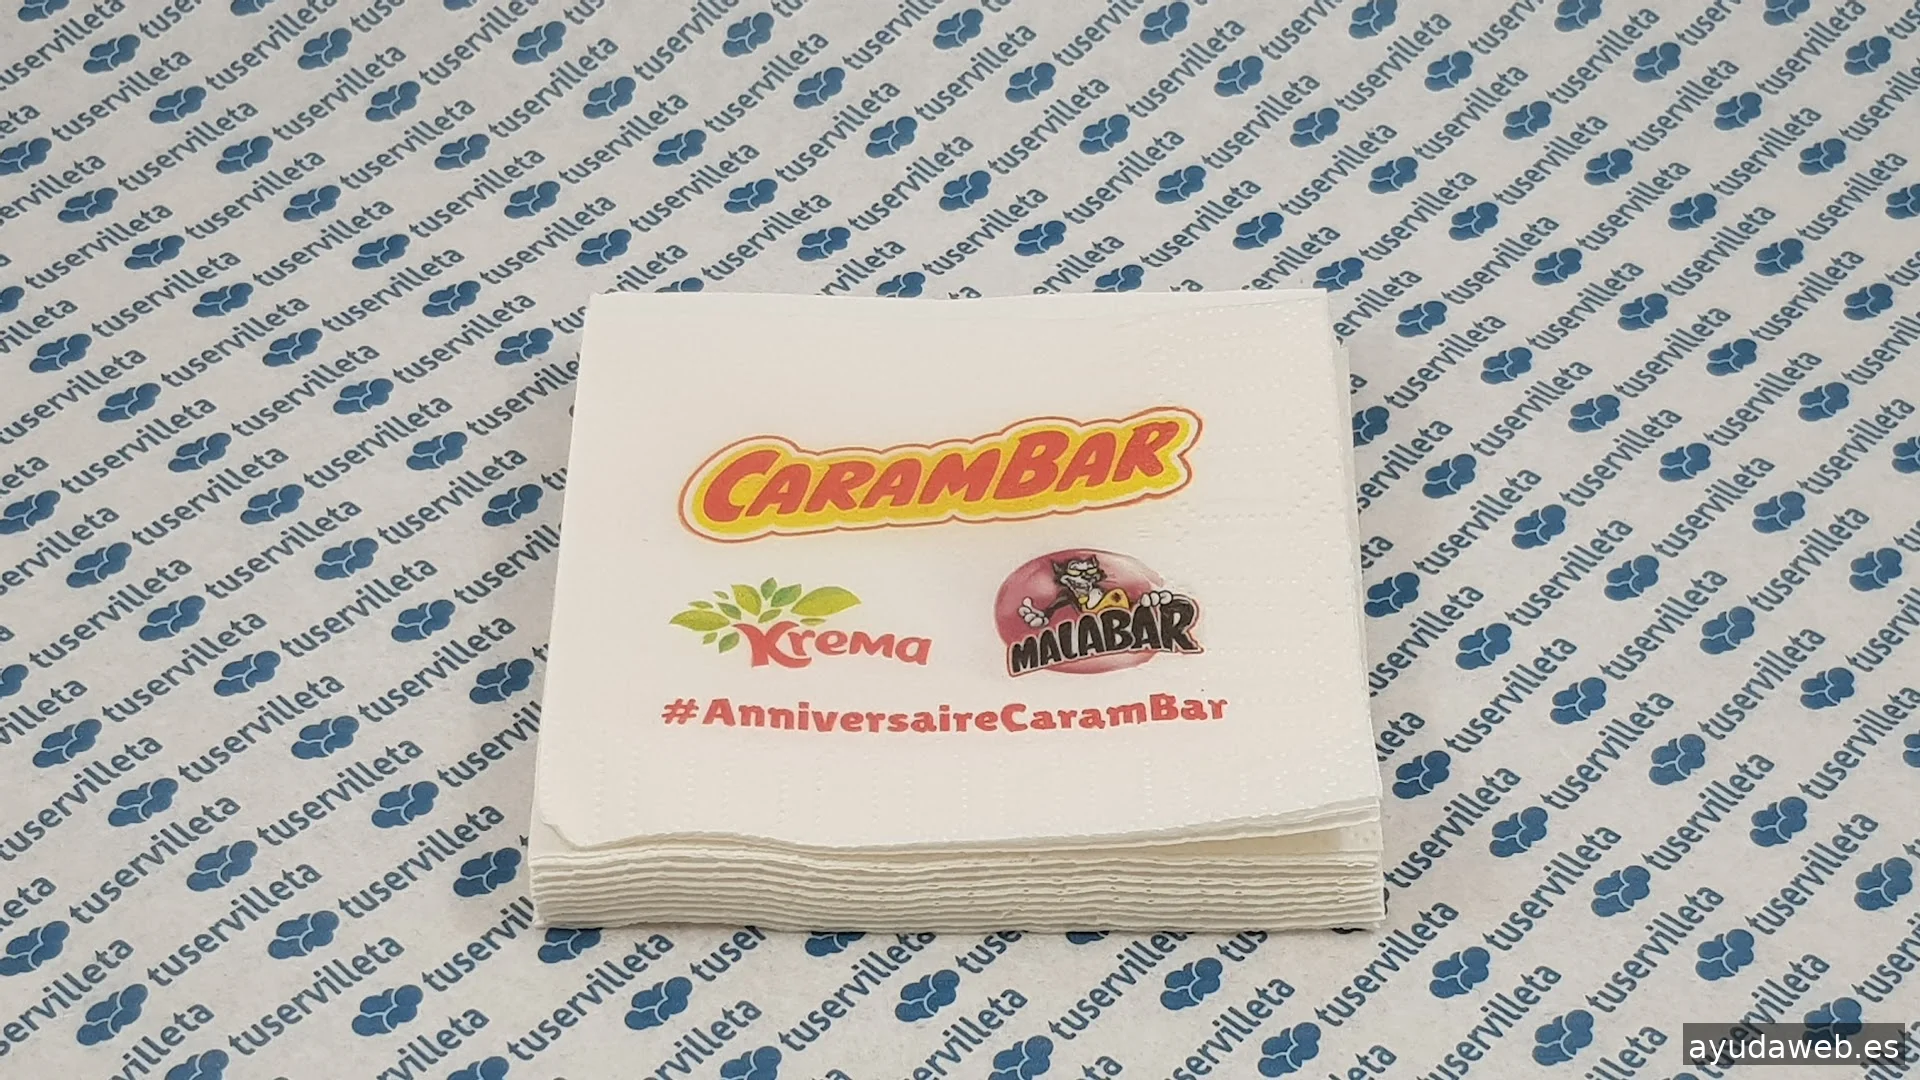 CARAMBAR
Krema
MALABAR
#AnniversaireCaramBar
tuservilleta
ayudaweb.es